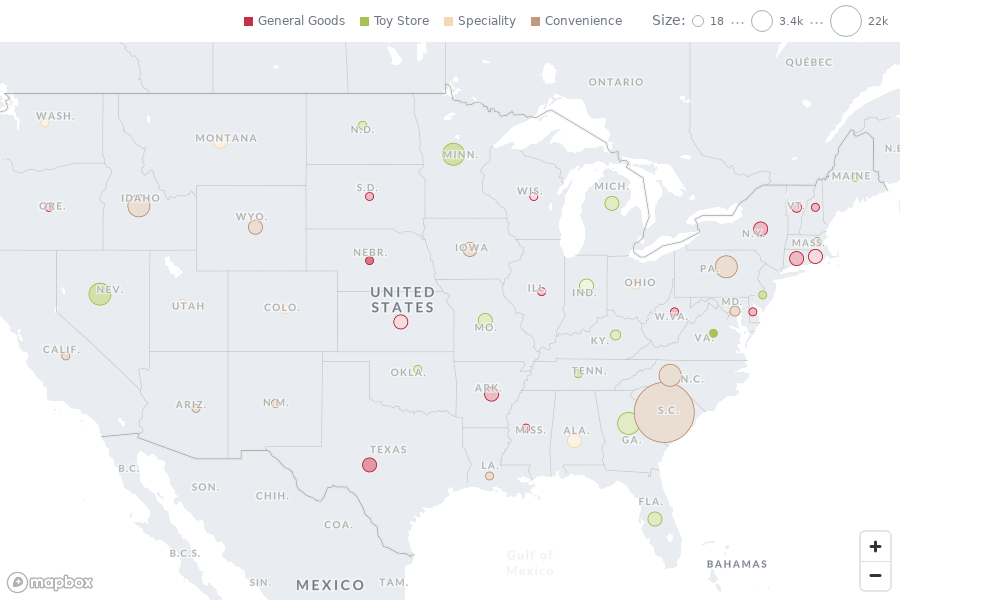 General Goods Toy Store Speciality Convenience Size: 18 ... 3.4k ... 22k
QUÉBEC
ONTARIO
WASH.
N.D.
MONTANA
MINN.
N.B.
MAINE
IDAHO
S.D.
WIS.
MICH.
ORE.
VT.
WYO.
N.Y.
MASS.
NEBR.
IOWA
PA.
NEV.
UNITED
STATES
ILL.
IND.
OHIO
UTAH
COLO.
MD.
W.VA.
MO.
KY.
VA.
CALIF.
OKLA.
TENN.
N.C.
ARIZ.
N.M.
ARK.
S.C.
MISS.
ALA.
GA.
TEXAS
LA.
B.C.
SON.
CHIH.
FLA.
COA.
B.C.S.
Gulf of
Mexico
BAHAMAS
SIN.
MEXICO
TAM.
mapbox
+
−